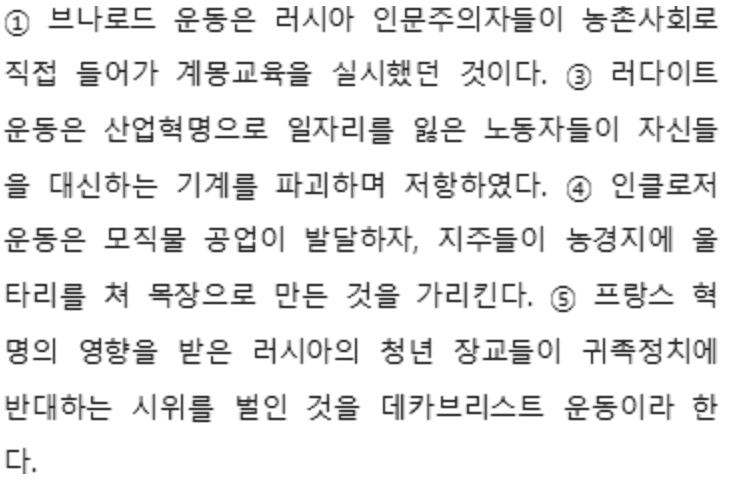 ① 브나로드 운동은 러시아 인문주의자들이 농촌사회로
직접 들어가 계몽교육을 실시했던 것이다. ③ 러다이트
운동은 산업혁명으로 일자리를 잃은 노동자들이 자신들
을 대신하는 기계를 파괴하며 저항하였다. ④ 인클로저
운동은 모직물 공업이 발달하자, 지주들이 농경지에 울
타리를 쳐 목장으로 만든 것을 가리킨다. ⑤ 프랑스 혁
명의 영향을 받은 러시아의 청년 장교들이 귀족정치에
반대하는 시위를 벌인 것을 데카브리스트 운동이라 한
다.